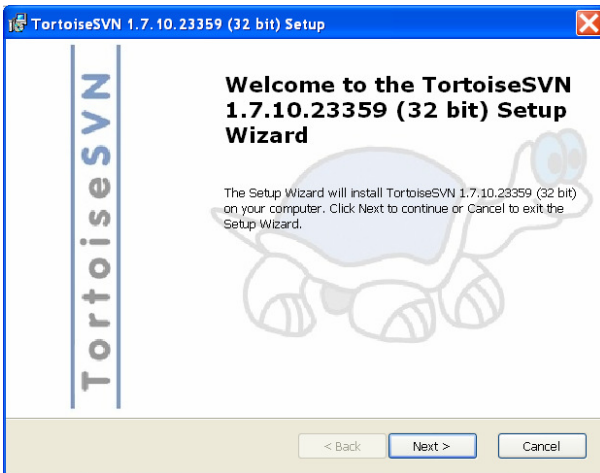 TortoiseSVN 1.7.10.23359 (32 bit) Setup
TortoiseSVN
Welcome to the TortoiseSVN
1.7.10.23359 (32 bit) Setup
Wizard
The Setup Wizard will install TortoiseSVN 1.7.10.23359 (32 bit)
on your computer. Click Next to continue or Cancel to exit the
Setup Wizard.
< Back Next > Cancel